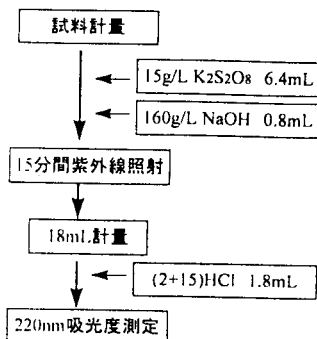 試料計量
15g/L K2S2O8 6.4mL
160g/L NaOH 0.8mL
15分間紫外線照射
18mL計量
(2+15)HCl 1.8mL
220nm吸光度測定